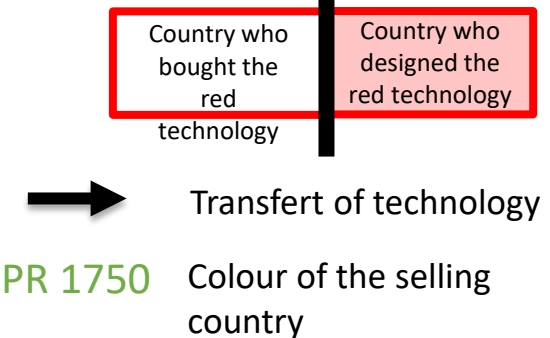 Country who
bought the
red
technology
Country who
designed the
red technology
Transfert of technology
PR 1750
Colour of the selling
country